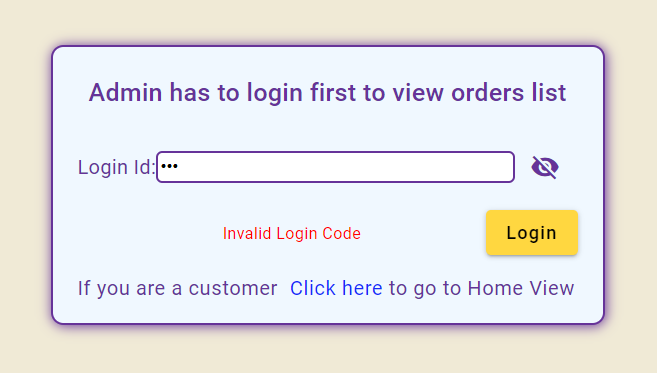 Admin has to login first to view orders list
Login Id: •••
Invalid Login Code
Login
If you are a customer Click here to go to Home View